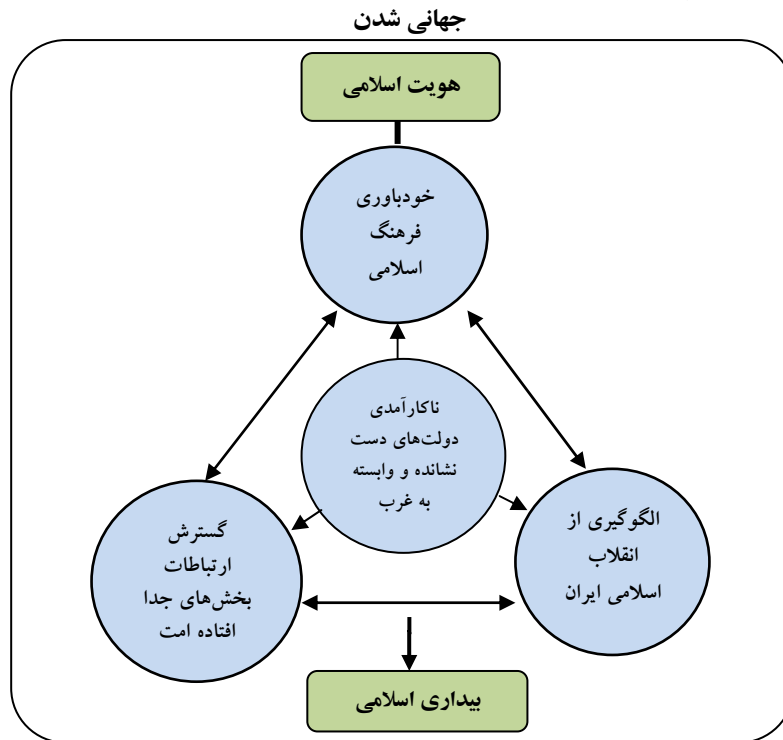 جهانی شدن
هویت اسلامی
خودباوری
فرهنگ
اسلامی
ناکارآمدی
دولت‌های دست
نشانده و وابسته
به غرب
الگوگیری از
انقلاب
اسلامی ایران
گسترش
ارتباطات
بخش‌های جدا
افتاده امت
بیداری اسلامی